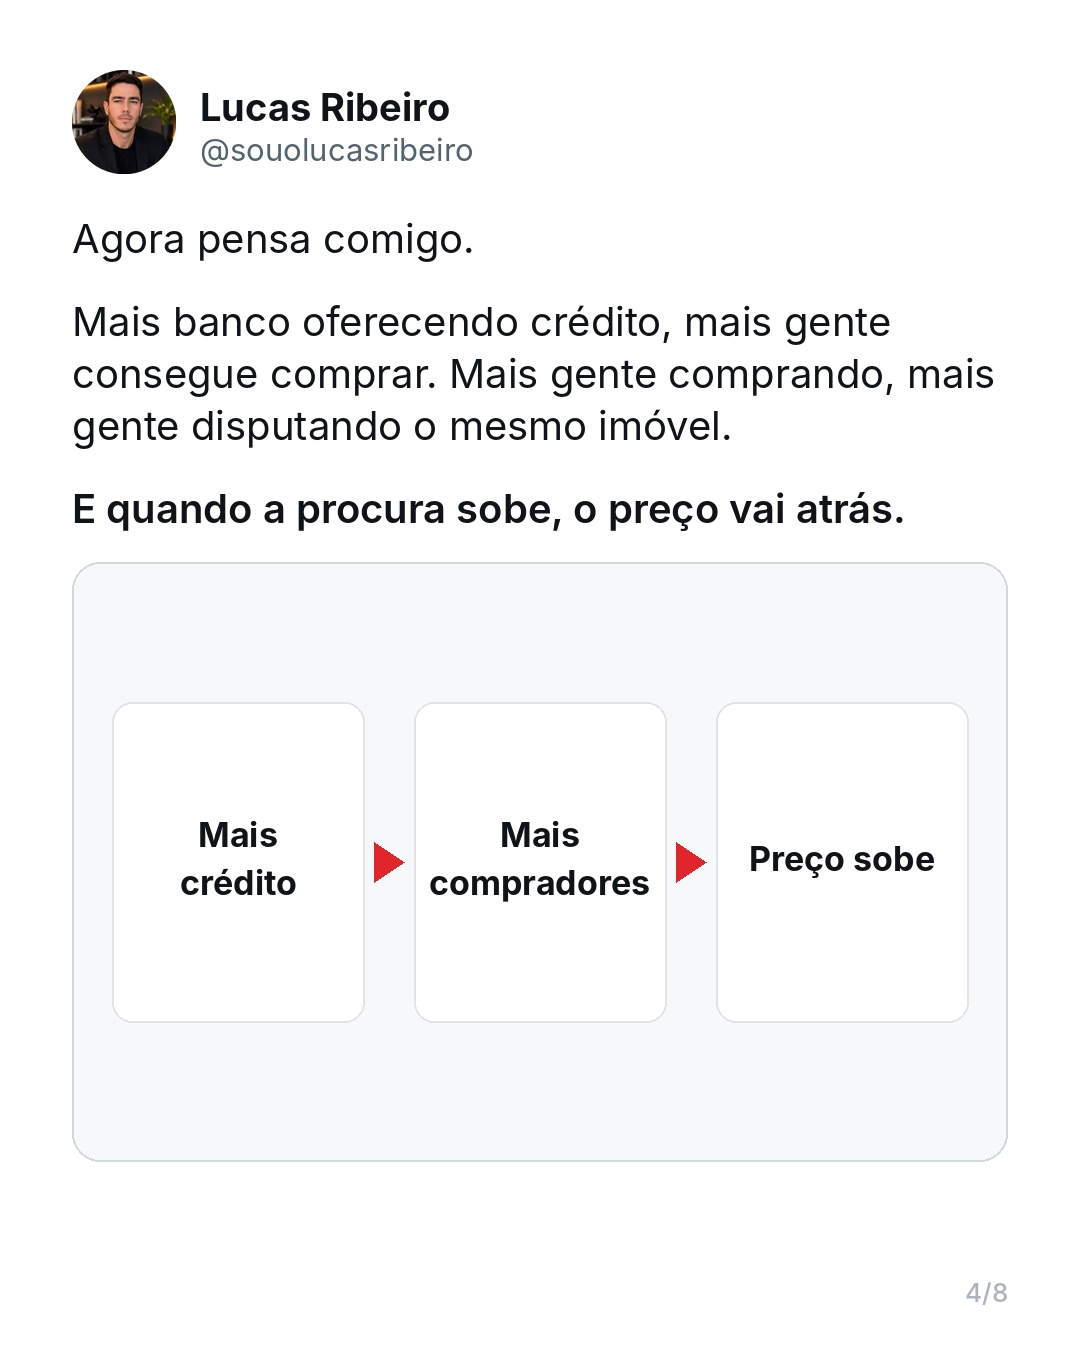 Lucas Ribeiro
@souolucasribeiro
Agora pensa comigo.
Mais banco oferecendo crédito, mais gente
consegue comprar. Mais gente comprando, mais
gente disputando o mesmo imóvel.
E quando a procura sobe, o preço vai atrás.
Mais
crédito
Mais
compradores
Preço sobe
4/8